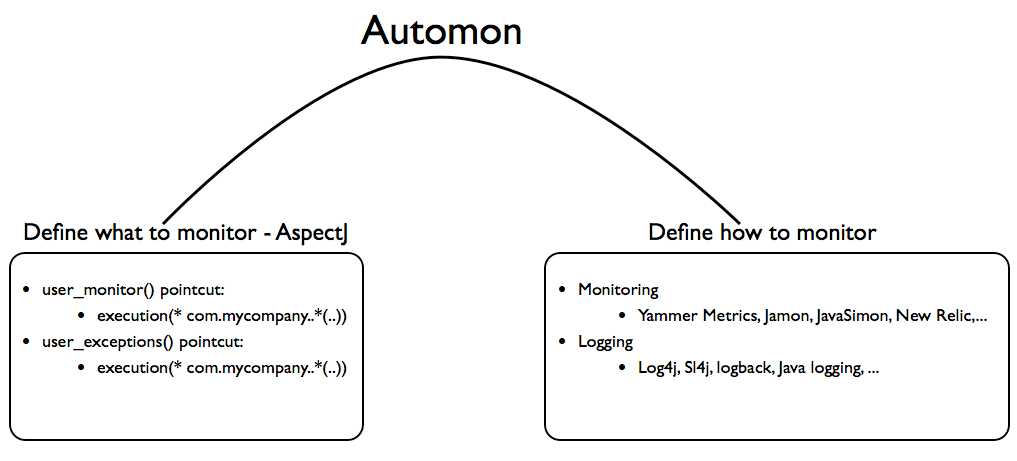 Automon
Define what to monitor - AspectJ
• user_monitor() pointcut:
• execution(* com.mycompany..*(..))
• user_exceptions() pointcut:
• execution(* com.mycompany..*(..))
Define how to monitor
• Monitoring
• Yammer Metrics, Jamon, JavaSimon, New Relic,...
• Logging
• Log4j, Sl4j, logback, Java logging, ...